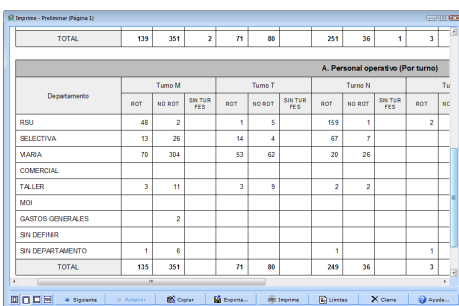 Imprime - Preliminar (Página 1)
TOTAL 139 351 2 71 80 251 36 1 3
A. Personal operativo (Por turno)
Departamento Turno M Turno T Turno N Tu
ROT NO ROT SIN TUR FES ROT NO ROT SIN TUR FES ROT NO ROT SIN TUR FES ROT NO
RSU 48 2 1 5 159 1 2
SELECTIVA 13 26 14 4 67 7
VIARIA 70 304 53 62 20 26
COMERCIAL
TALLER 3 11 3 9 2 2
MOI
GASTOS GENERALES 2
SIN DEFINIR
SIN DEPARTAMENTO 1 6 1 1
TOTAL 135 351 71 80 249 36 3
Siguiente Anterior Copiar Exporta... Imprime Límites Cierra Ayuda...